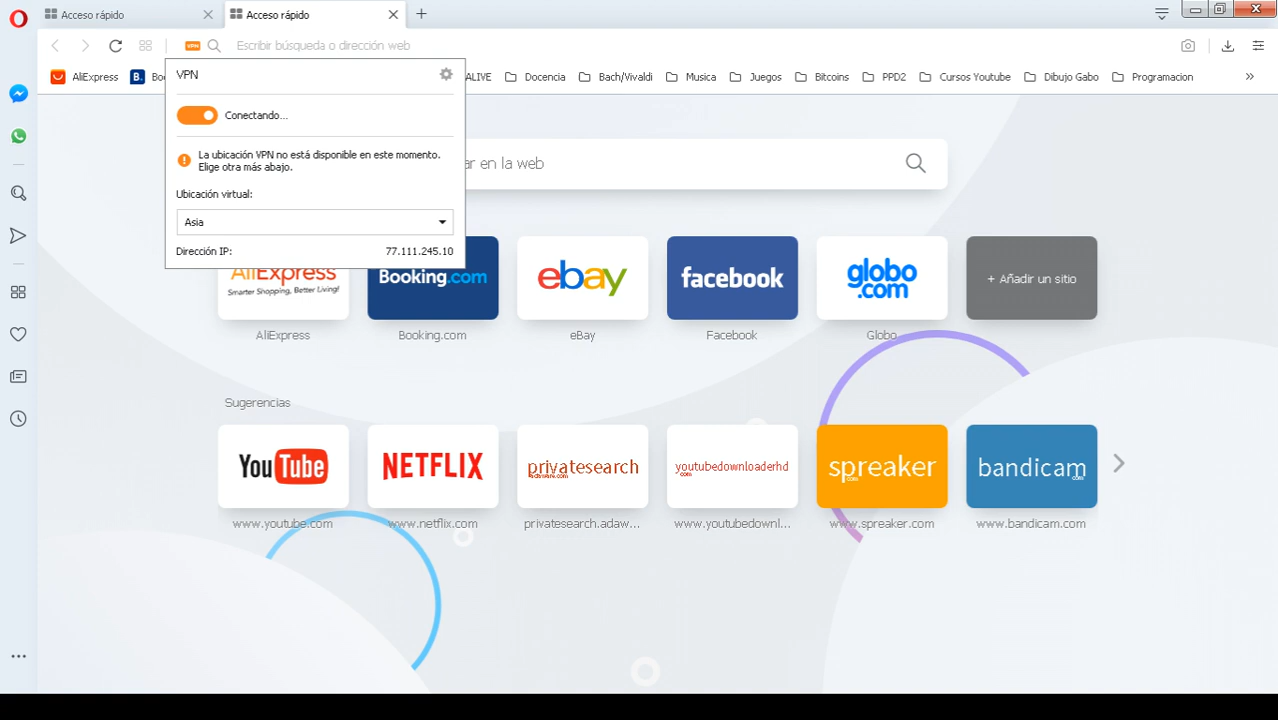 Acceso rápido
Acceso rápido
VPN
Escribir búsqueda o dirección web
AliExpress
B.
ALIVE
Docencia
Bach/Vivaldi
Musica
Juegos
Bitcoins
PPD2
Cursos Youtube
Dibujo Gabo
Programacion
VPN
Conectando...
La ubicación VPN no está disponible en este momento.
Elige otra más abajo.
Ubicación virtual:
Asia
Dirección IP: 77.111.245.10
ar en la web
AliExpress
Smarter Shopping, Better Living!
Booking.com
ebay
facebook
globo
.com
+ Añadir un sitio
AliExpress
Booking.com
eBay
Facebook
Globo
Sugerencias
YouTube
NETFLIX
privatesearch
youtubedownloaderhd
.com
spreaker
.com
bandicam
.com
www.youtube.com
www.netflix.com
privatesearch.adaw...
www.youtubedownl...
www.spreaker.com
www.bandicam.com